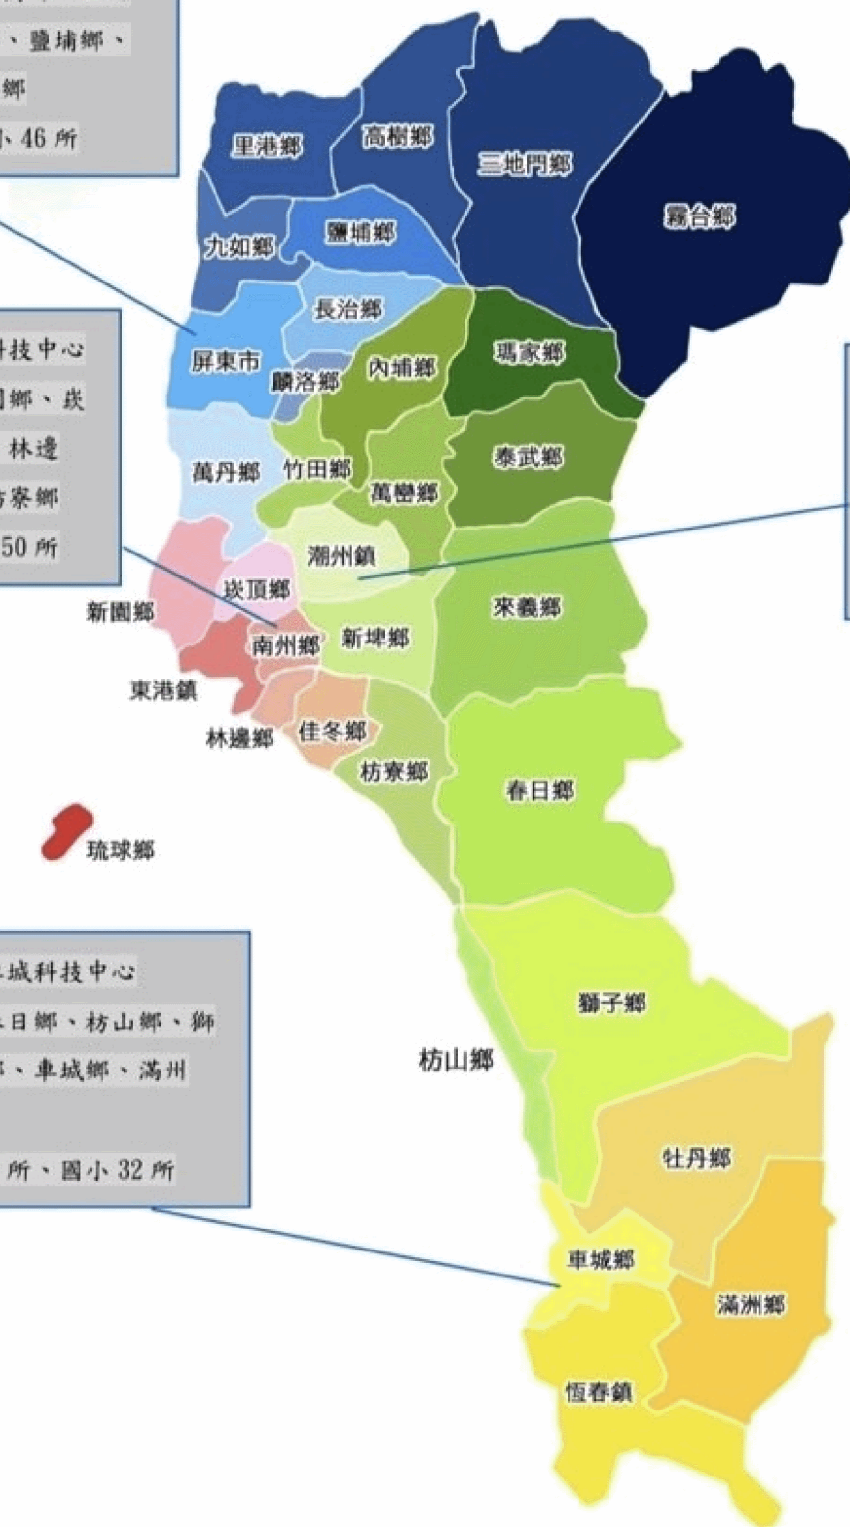 、鹽埔鄉、
鄉
46 所
里港鄉
高樹鄉
三地門鄉
霧台鄉
九如鄉
鹽埔鄉
長治鄉
屏東市
麟洛鄉
內埔鄉
瑪家鄉
科技中心
鄉、崁
林邊
寮鄉
50 所
萬丹鄉
竹田鄉
萬巒鄉
泰武鄉
潮州鎮
新園鄉
崁頂鄉
來義鄉
南州鄉
新埤鄉
東港鎮
林邊鄉
佳冬鄉
枋寮鄉
春日鄉
琉球鄉
城科技中心
日鄉、枋山鄉、獅
、車城鄉、滿州
所、國小 32 所
獅子鄉
枋山鄉
牡丹鄉
車城鄉
滿洲鄉
恆春鎮